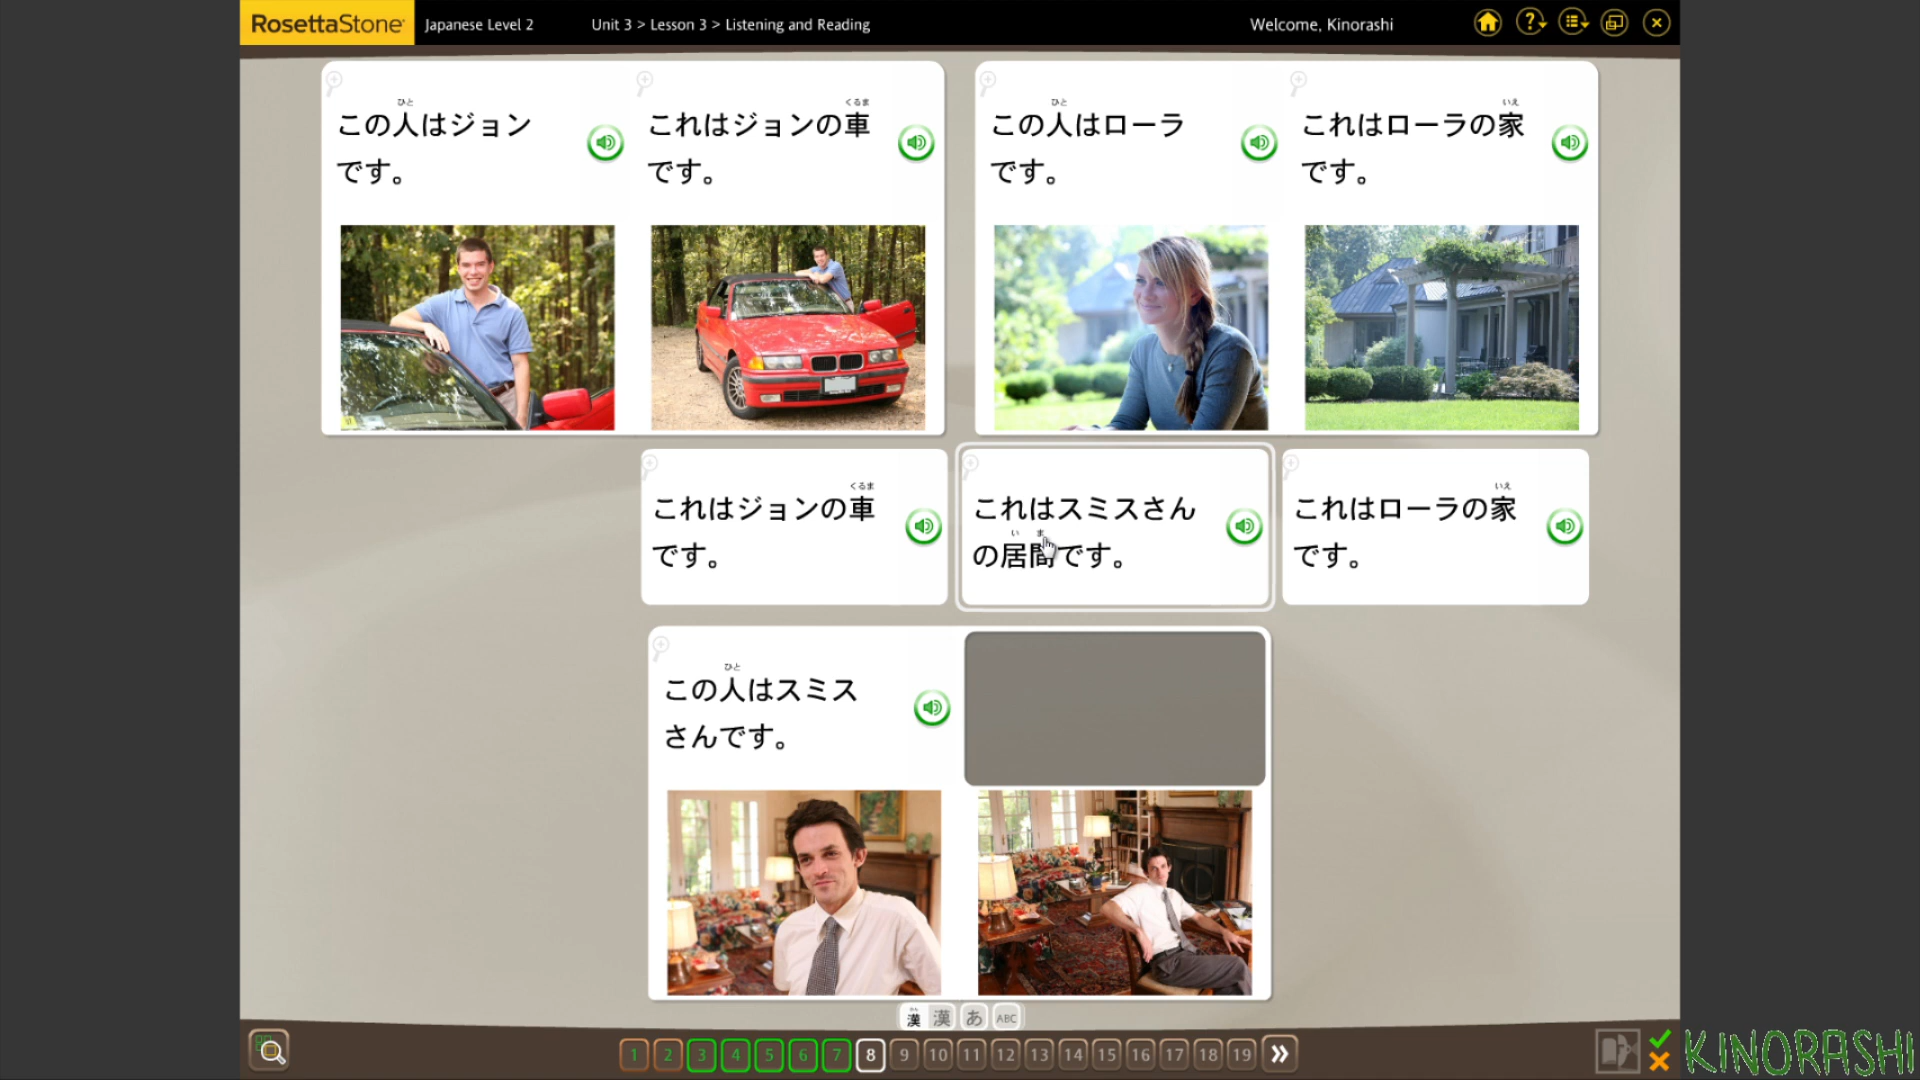 RosettaStone
Japanese Level 2
Unit 3 > Lesson 3 > Listening and Reading
Welcome, Kinorashi
ひと
この人はジョン
です。
くるま
これはジョンの車
です。
ひと
この人はローラ
です。
いえ
これはローラの家
です。
くるま
これはジョンの車
です。
これはスミスさん
い ま
の居間です。
いえ
これはローラの家
です。
ひと
この人はスミス
さんです。
漢 漢 あ ABC
1 2 3 4 5 6 7 8 9 10 11 12 13 14 15 16 17 18 19
KINORASHI